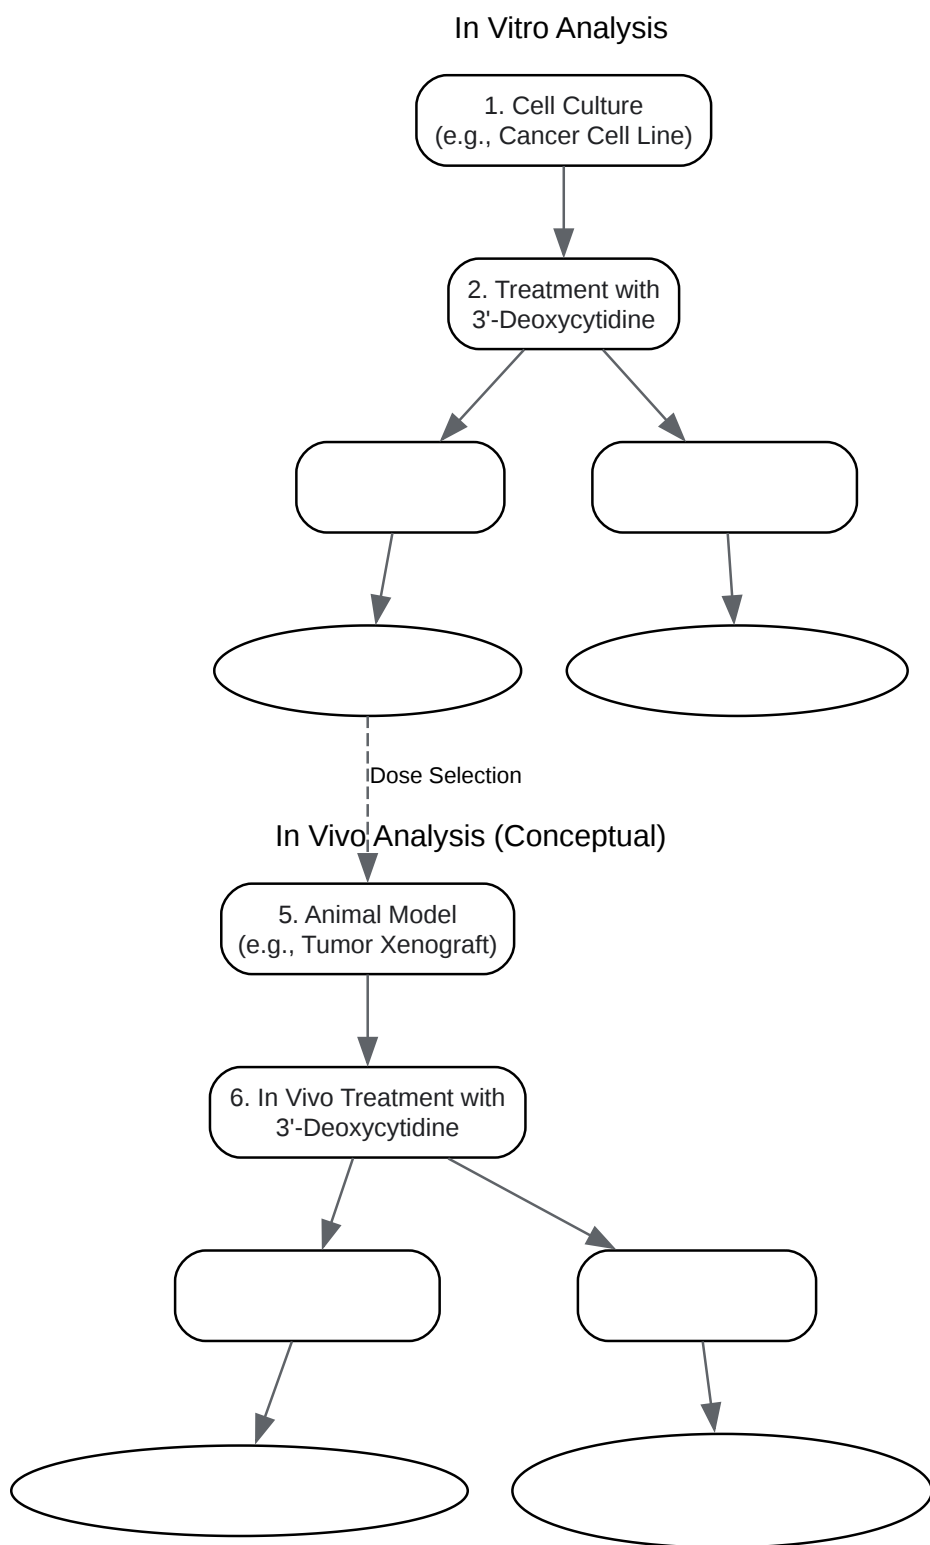 In Vitro Analysis
1. Cell Culture
(e.g., Cancer Cell Line)
2. Treatment with
3'-Deoxycytidine
Dose Selection
In Vivo Analysis (Conceptual)
5. Animal Model
(e.g., Tumor Xenograft)
6. In Vivo Treatment with
3'-Deoxycytidine